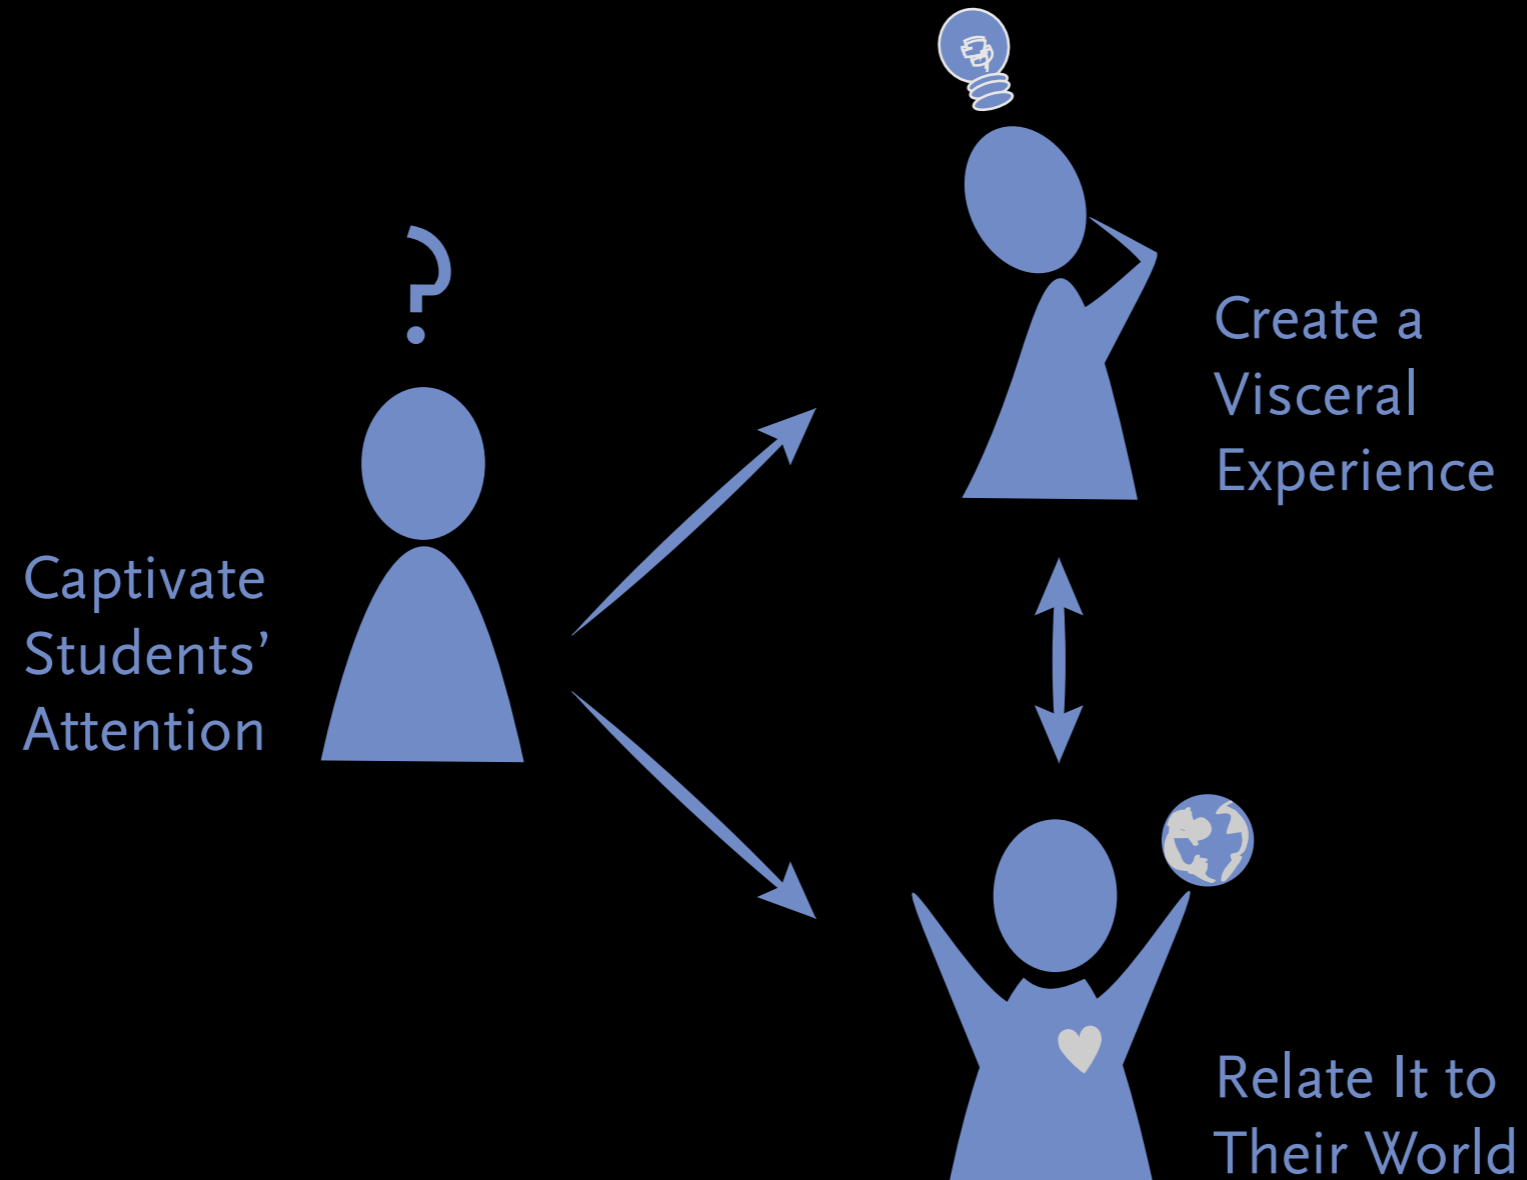 ?
Captivate
Students’
Attention
Create a
Visceral
Experience
Relate It to
Their World